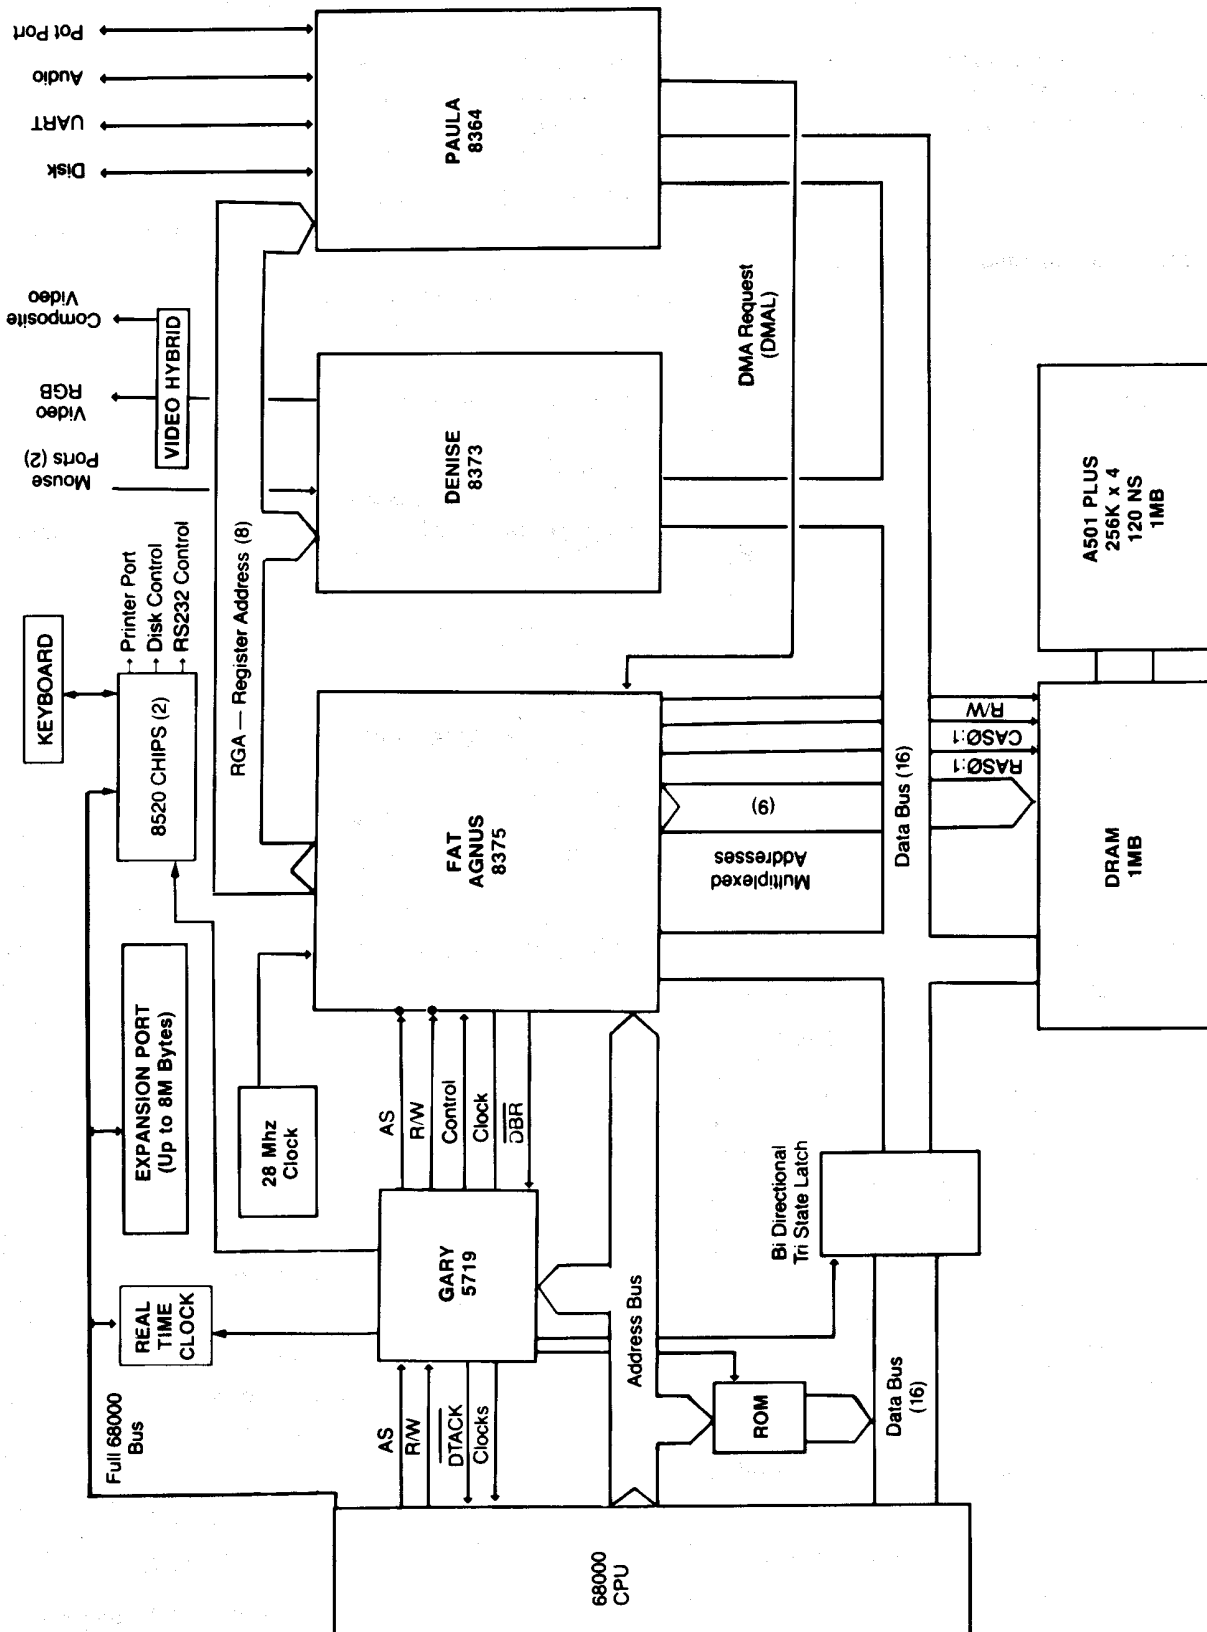 Pot Port
Audio
UART
Disk
Composite
Video
RGB
Video
Mouse
Ports (2)
VIDEO HYBRID
PAULA
8364
DENISE
8373
DMA Request
(DMAL)
KEYBOARD
8520 CHIPS (2)
Printer Port
Disk Control
RS232 Control
RGA — Register Address (8)
FAT
AGNUS
8375
Multiplexed
Addresses
(9)
Data Bus (16)
RASØ:1
CASØ:1
R/W
A501 PLUS
256K x 4
120 NS
1MB
DRAM
1MB
EXPANSION PORT
(Up to 8M Bytes)
28 Mhz
Clock
AS
R/W
Control
Clock
DBR
REAL
TIME
CLOCK
GARY
5719
Bi Directional
Tri State Latch
Address Bus
Full 68000
Bus
AS
R/W
DTACK
Clocks
ROM
Data Bus
(16)
68000
CPU